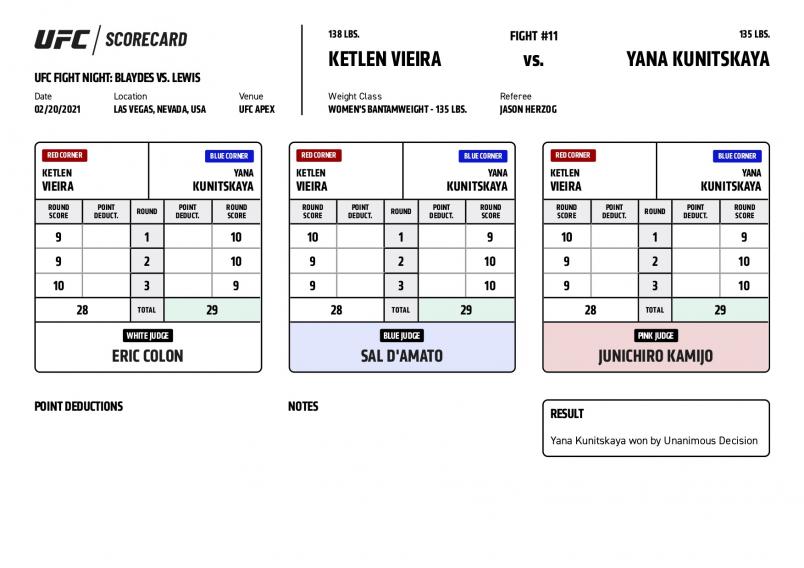 UFC SCORECARD
UFC FIGHT NIGHT: BLAYDES VS. LEWIS
Date Location Venue
02/20/2021 LAS VEGAS, NEVADA, USA UFC APEX
138 LBS. FIGHT #11 135 LBS.
KETLEN VIEIRA VS. YANA KUNITSKAYA
Weight Class Referee
WOMEN'S BANTAMWEIGHT - 135 LBS. JASON HERZOG
RED CORNER BLUE CORNER
KETLEN YANA
VIEIRA KUNITSKAYA
ROUND SCORE POINT DEDUCT. ROUND POINT DEDUCT. ROUND SCORE
9 1 10
9 2 10
10 3 9
28 TOTAL 29
WHITE JUDGE
ERIC COLON
RED CORNER BLUE CORNER
KETLEN YANA
VIEIRA KUNITSKAYA
ROUND SCORE POINT DEDUCT. ROUND POINT DEDUCT. ROUND SCORE
10 1 9
9 2 10
9 3 10
28 TOTAL 29
BLUE JUDGE
SAL D'AMATO
RED CORNER BLUE CORNER
KETLEN YANA
VIEIRA KUNITSKAYA
ROUND SCORE POINT DEDUCT. ROUND POINT DEDUCT. ROUND SCORE
10 1 9
9 2 10
9 3 10
28 TOTAL 29
PINK JUDGE
JUNICHIRO KAMIJO
POINT DEDUCTIONS
NOTES
RESULT
Yana Kunitskaya won by Unanimous Decision